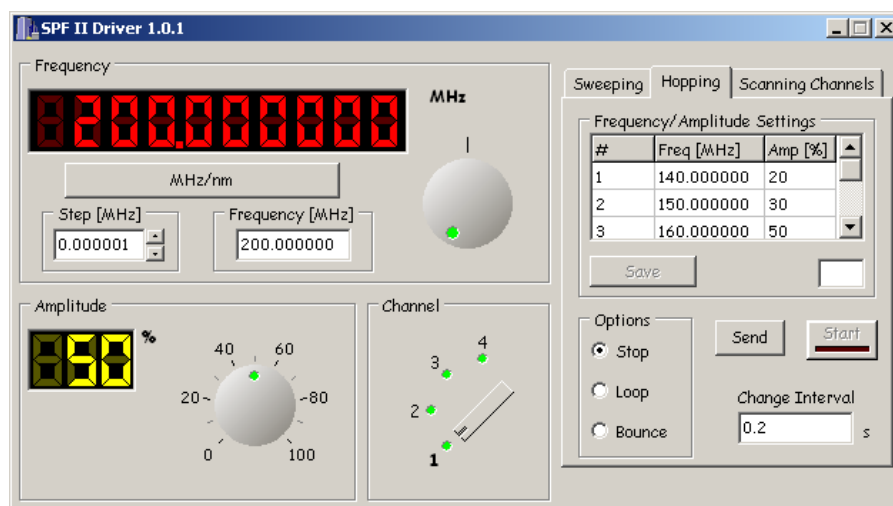 SPF II Driver 1.0.1
Frequency
200.000000
MHz
MHz/nm
Step [MHz]
0.000001
Frequency [MHz]
200.000000
Amplitude
50
%
0
20
40
60
80
100
Channel
1
2
3
4
Sweeping
Hopping
Scanning Channels
Frequency/Amplitude Settings
# Freq [MHz] Amp [%]
1 140.000000 20
2 150.000000 30
3 160.000000 50
Save
Options
Stop
Loop
Bounce
Send
Start
Change Interval
0.2 s